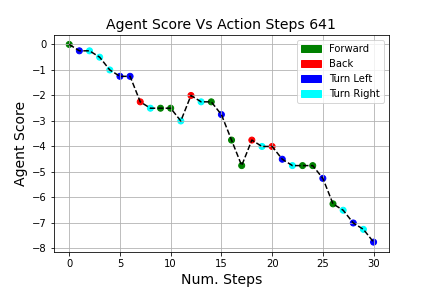 Agent Score Vs Action Steps 641
Agent Score
0
−1
−2
−3
−4
−5
−6
−7
−8
Forward
Back
Turn Left
Turn Right
0 5 10 15 20 25 30
Num. Steps